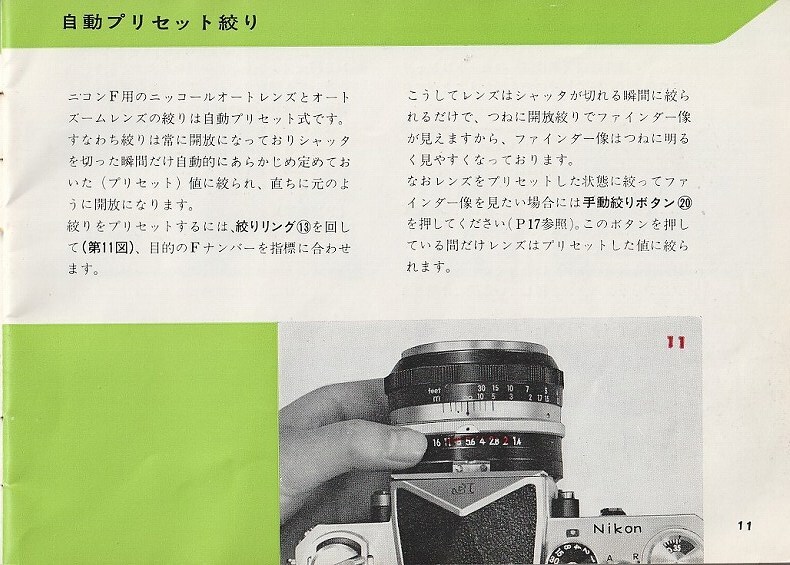 自動プリセット絞り
ニコンF用のニッコールオートレンズとオート
ズームレンズの絞りは自動プリセット式です。
すなわち絞りは常に開放になっておりシャッタ
を切った瞬間だけ自動的にあらかじめ定めてお
いた（プリセット）値に絞られ、直ちに元のよ
うに開放になります。
絞りをプリセットするには、絞りリング⑬を回し
て(第11図)、目的のFナンバーを指標に合わせ
ます。
こうしてレンズはシャッタが切れる瞬間に絞ら
れるだけで、つねに開放絞りでファインダー像
が見えますから、ファインダー像はつねに明る
く見やすくなっております。
なおレンズをプリセットした状態に絞ってファ
インダー像を見たい場合には手動絞りボタン⑳
を押してください(P17参照)。このボタンを押し
ている間だけレンズはプリセットした値に絞ら
れます。
11
feet 30 15 10 7
m ∞ 10 5 3 2 1.7 1.5
16 11 8 5.6 4 2.8 2 1.4
Nikon
A R
11